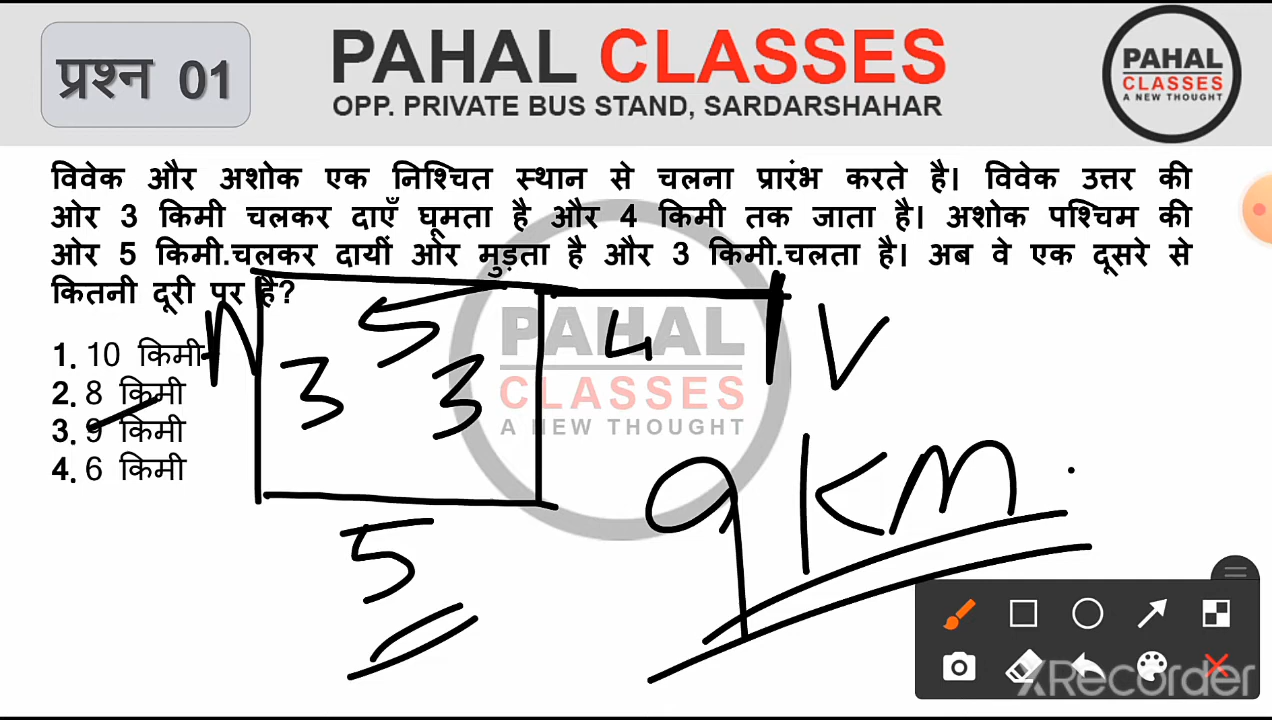 प्रश्न 01
PAHAL CLASSES
OPP. PRIVATE BUS STAND, SARDARSHAHAR
PAHAL
CLASSES
A NEW THOUGHT
विवेक और अशोक एक निश्चित स्थान से चलना प्रारंभ करते है। विवेक उत्तर की
ओर 3 किमी चलकर दाएँ घूमता है और 4 किमी तक जाता है। अशोक पश्चिम की
ओर 5 किमी.चलकर दायीं ओर मुड़ता है और 3 किमी.चलता है। अब वे एक दूसरे से
कितनी दूरी पर है?
1. 10 किमी
2. 8 किमी
3. 9 किमी
4. 6 किमी
5
4
V
3
3
5
9 KM
PAHAL
CLASSES
A NEW THOUGHT
XRecorder